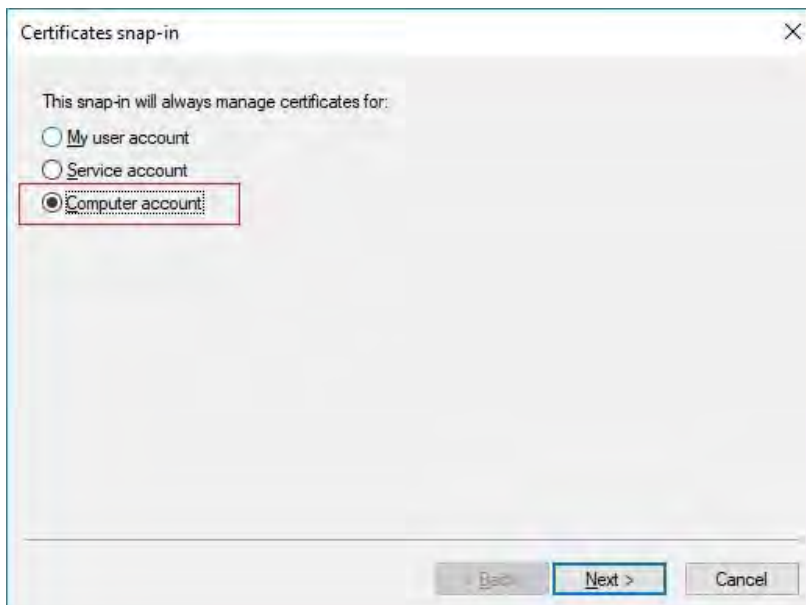 Certificates snap-in
This snap-in will always manage certificates for:
My user account
Service account
Computer account
< Back
Next >
Cancel